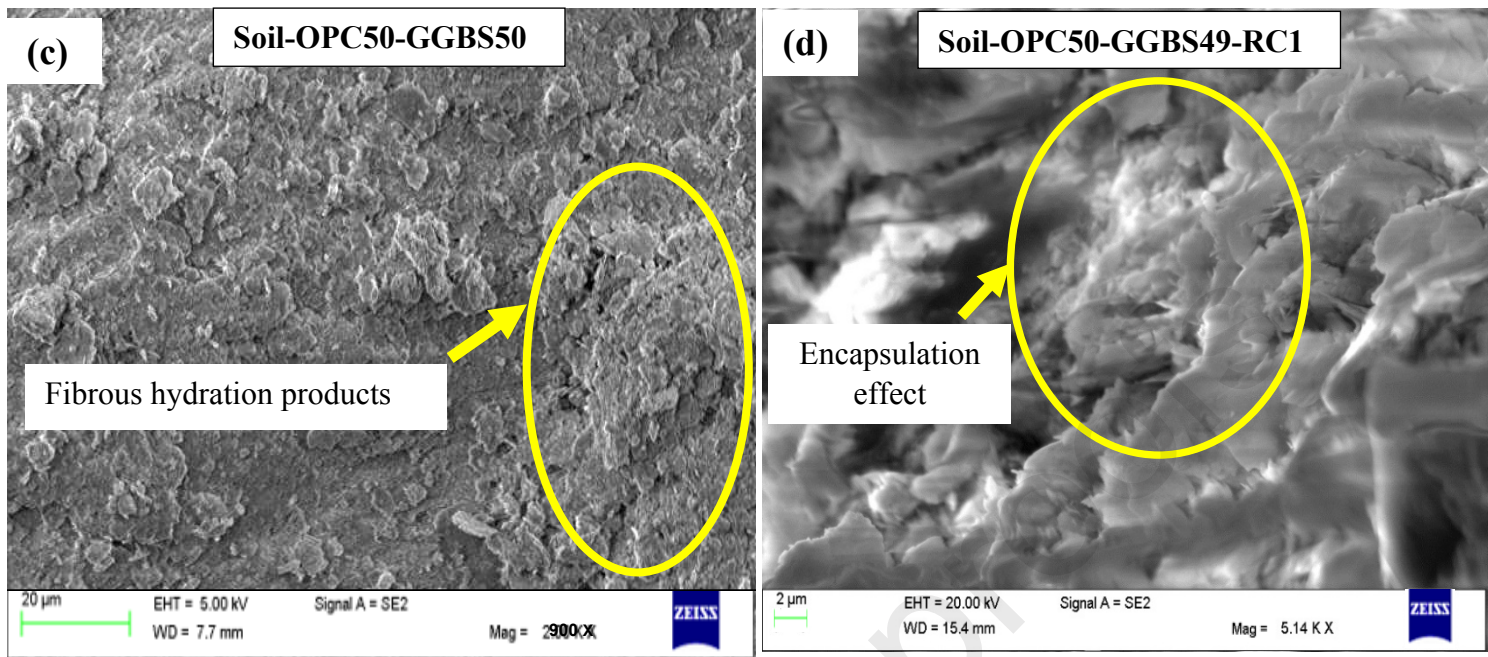 (c)
Soil-OPC50-GGBS50
Fibrous hydration products
20 µm
EHT = 5.00 kV
Signal A = SE2
WD = 7.7 mm
Mag = 900 X
ZEISS
(d)
Soil-OPC50-GGBS49-RC1
Encapsulation
effect
2 µm
EHT = 20.00 kV
Signal A = SE2
WD = 15.4 mm
Mag = 5.14 K X
ZEISS